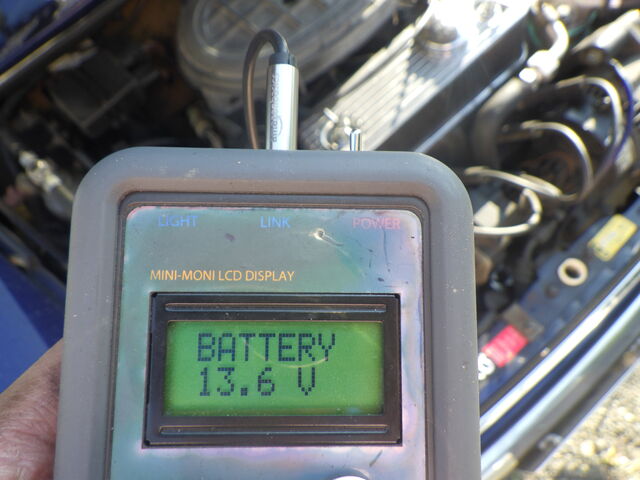 LIGHT LINK POWER
MINI-MONI LCD DISPLAY
BATTERY
13.6 V